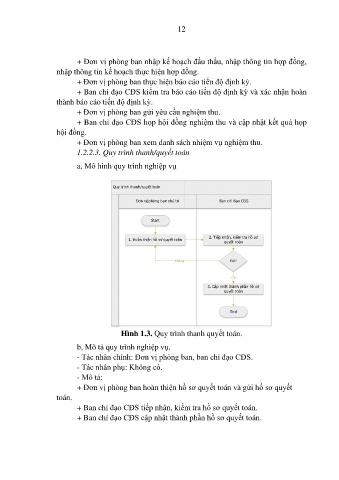 12
+ Đơn vị phòng ban nhập kế hoạch đấu thầu, nhập thông tin hợp đồng,
nhập thông tin kế hoạch thực hiện hợp đồng.
+ Đơn vị phòng ban thực hiện báo cáo tiến độ định kỳ.
+ Ban chỉ đạo CĐS kiểm tra báo cáo tiến độ định kỳ và xác nhận hoàn
thành báo cáo tiến độ định kỳ.
+ Đơn vị phòng ban gửi yêu cầu nghiệm thu.
+ Ban chỉ đạo CĐS họp hội đồng nghiệm thu và cập nhật kết quả họp
hội đồng.
+ Đơn vị phòng ban xem danh sách nhiệm vụ nghiệm thu.
1.2.2.3. Quy trình thanh/quyết toán
a, Mô hình quy trình nghiệp vụ
Quy trình thanh/quyết toán
Đơn vị/phòng ban chủ trì
Ban chỉ đạo CĐS
Start
1. Hoàn thiện hồ sơ quyết toán
2. Tiếp nhận, kiểm tra hồ sơ
quyết toán
Không
3. Cập nhật thành phần hồ sơ
quyết toán
End
Hình 1.3. Quy trình thanh quyết toán.
b, Mô tả quy trình nghiệp vụ.
- Tác nhân chính: Đơn vị phòng ban, ban chỉ đạo CĐS.
- Tác nhân phụ: Không có.
- Mô tả:
+ Đơn vị phòng ban hoàn thiện hồ sơ quyết toán và gửi hồ sơ quyết
toán.
+ Ban chỉ đạo CĐS tiếp nhận, kiểm tra hồ sơ quyết toán.
+ Ban chỉ đạo CĐS cập nhật thành phần hồ sơ quyết toán.